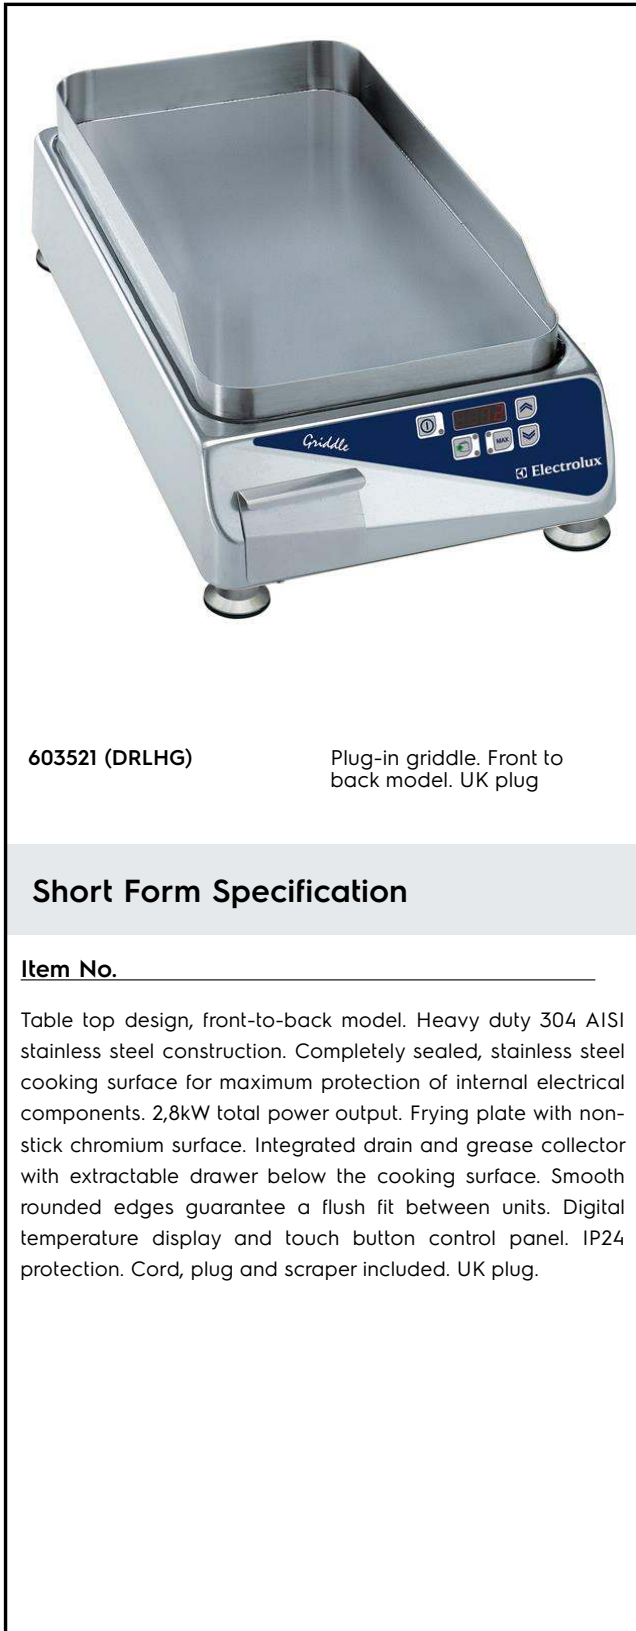 Griddle
MAX
Electrolux
603521 (DRLHG)
Plug-in griddle. Front to
back model. UK plug
Short Form Specification
Item No.
Table top design, front-to-back model. Heavy duty 304 AISI
stainless steel construction. Completely sealed, stainless steel
cooking surface for maximum protection of internal electrical
components. 2,8kW total power output. Frying plate with non-
stick chromium surface. Integrated drain and grease collector
with extractable drawer below the cooking surface. Smooth
rounded edges guarantee a flush fit between units. Digital
temperature display and touch button control panel. IP24
protection. Cord, plug and scraper included. UK plug.